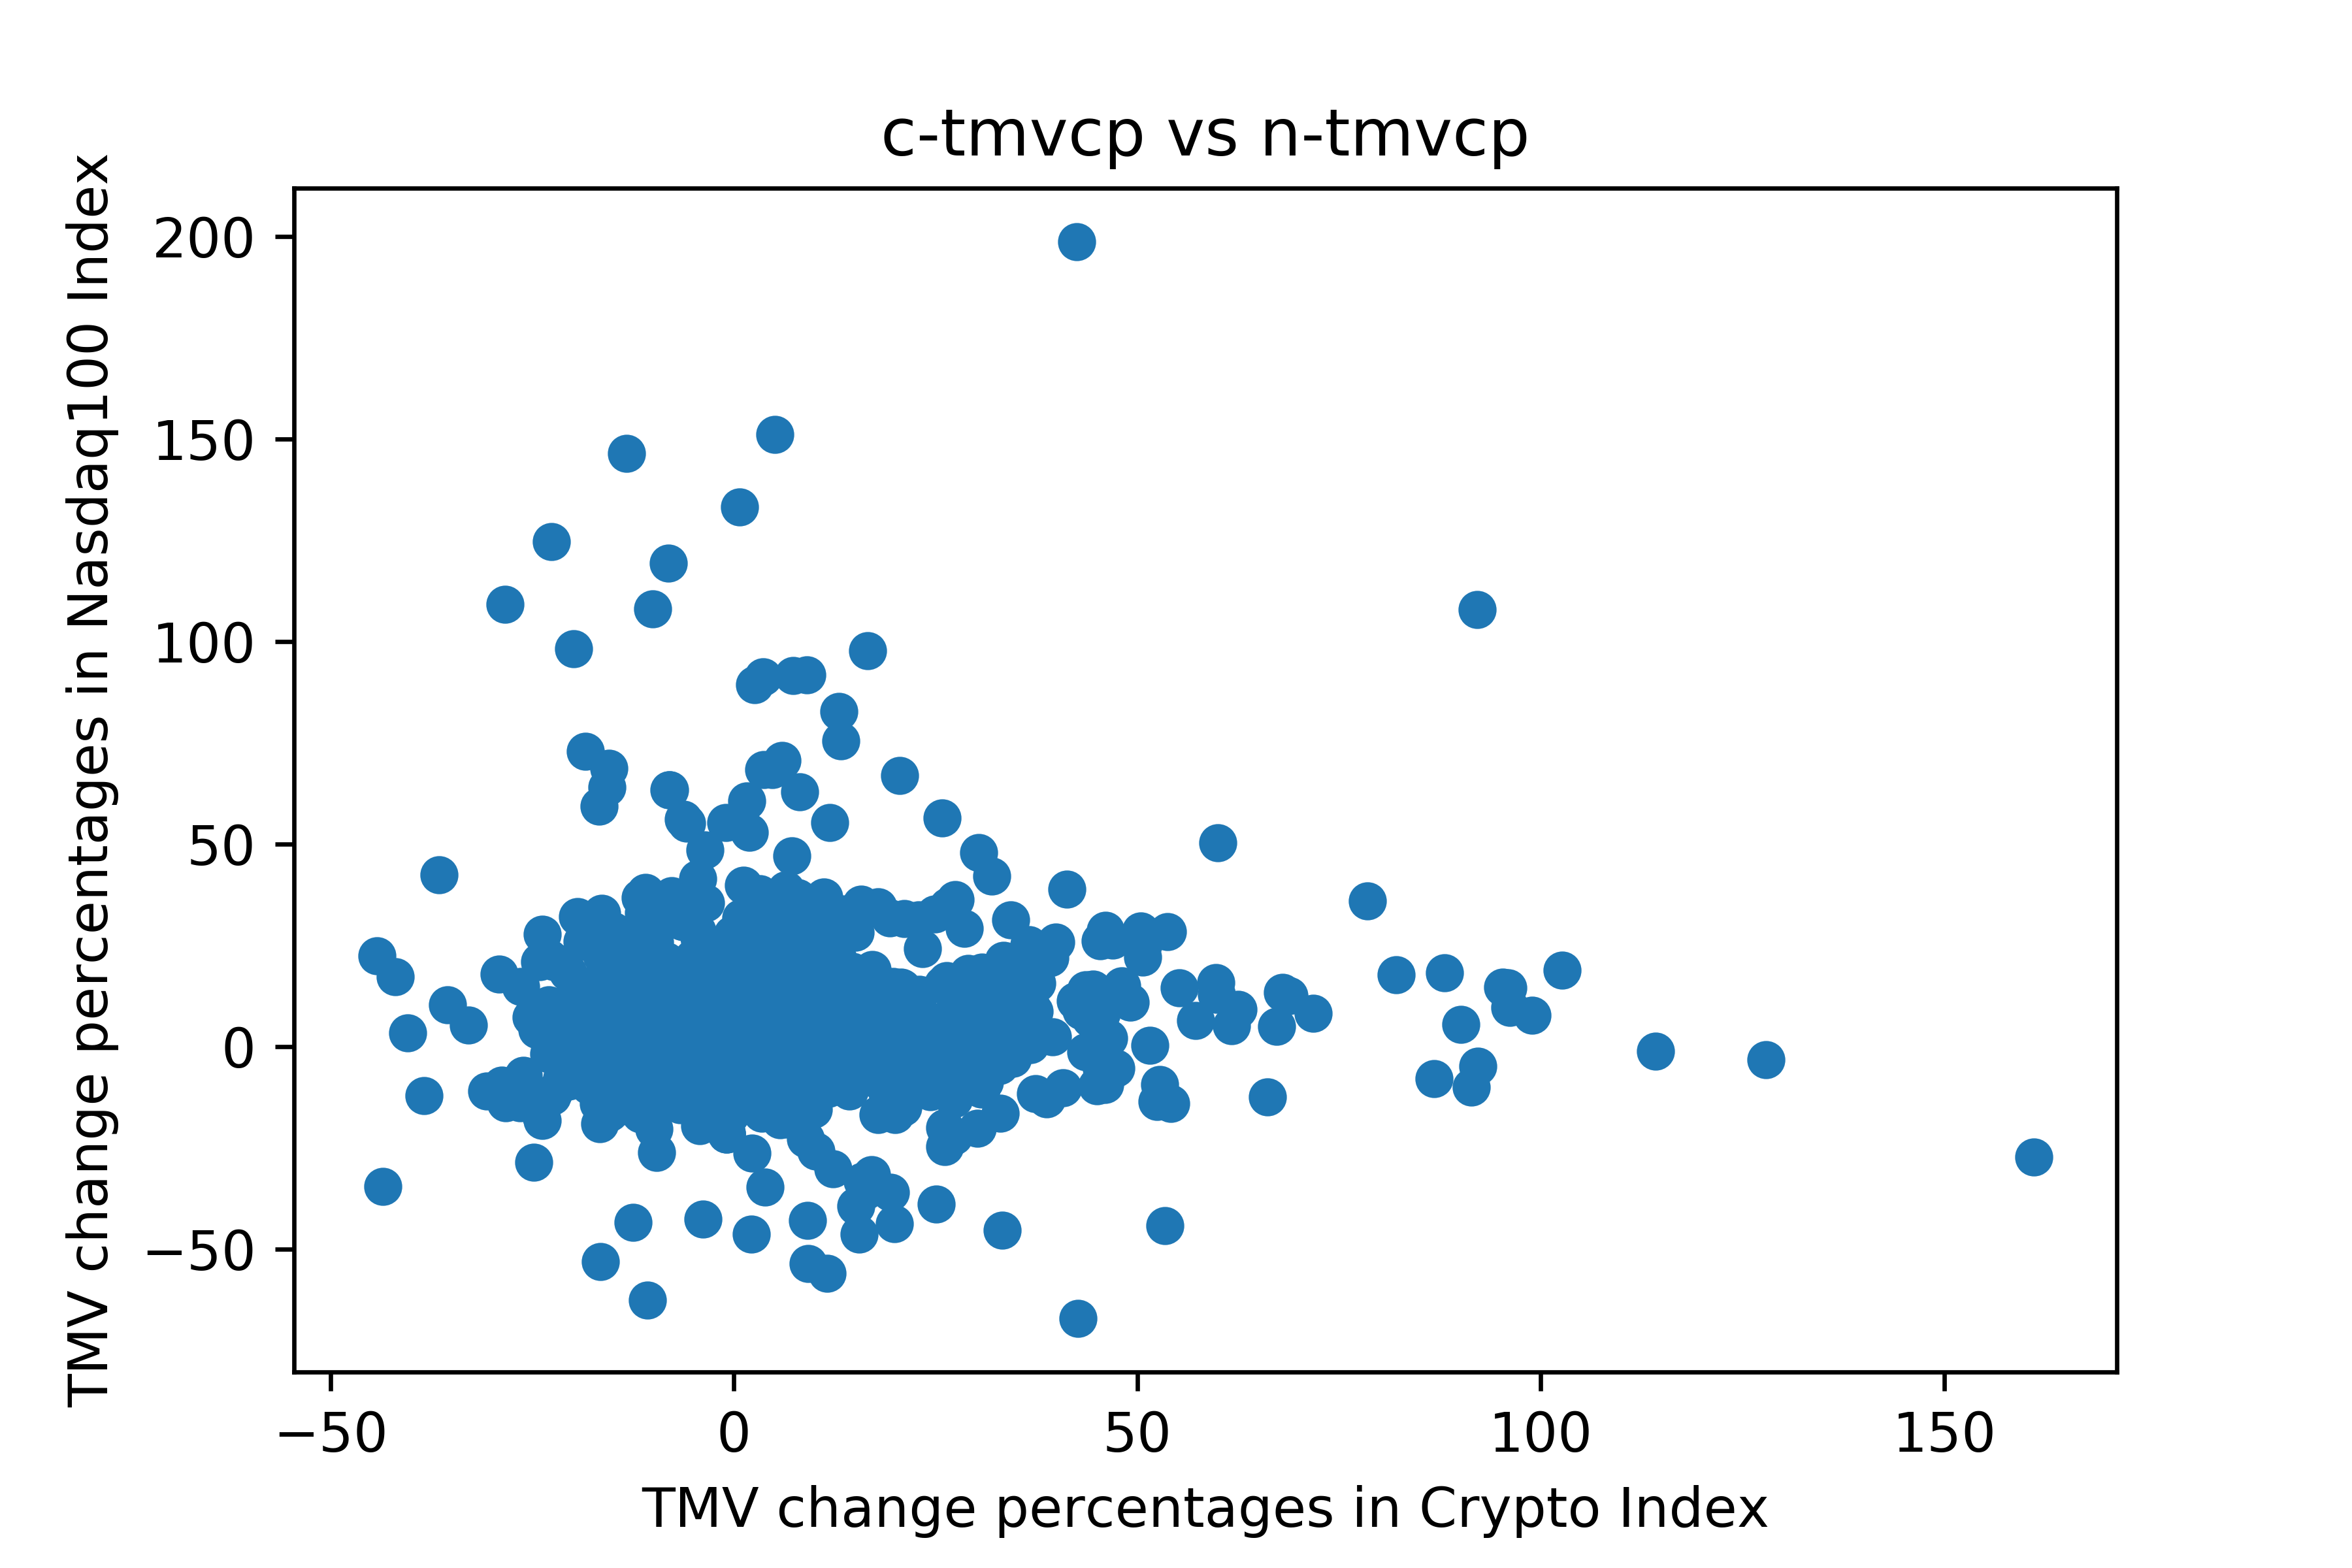 c-tmvcp vs n-tmvcp
TMV change percentages in Nasdaq100 Index
200
150
100
50
0
−50
−50 0 50 100 150
TMV change percentages in Crypto Index